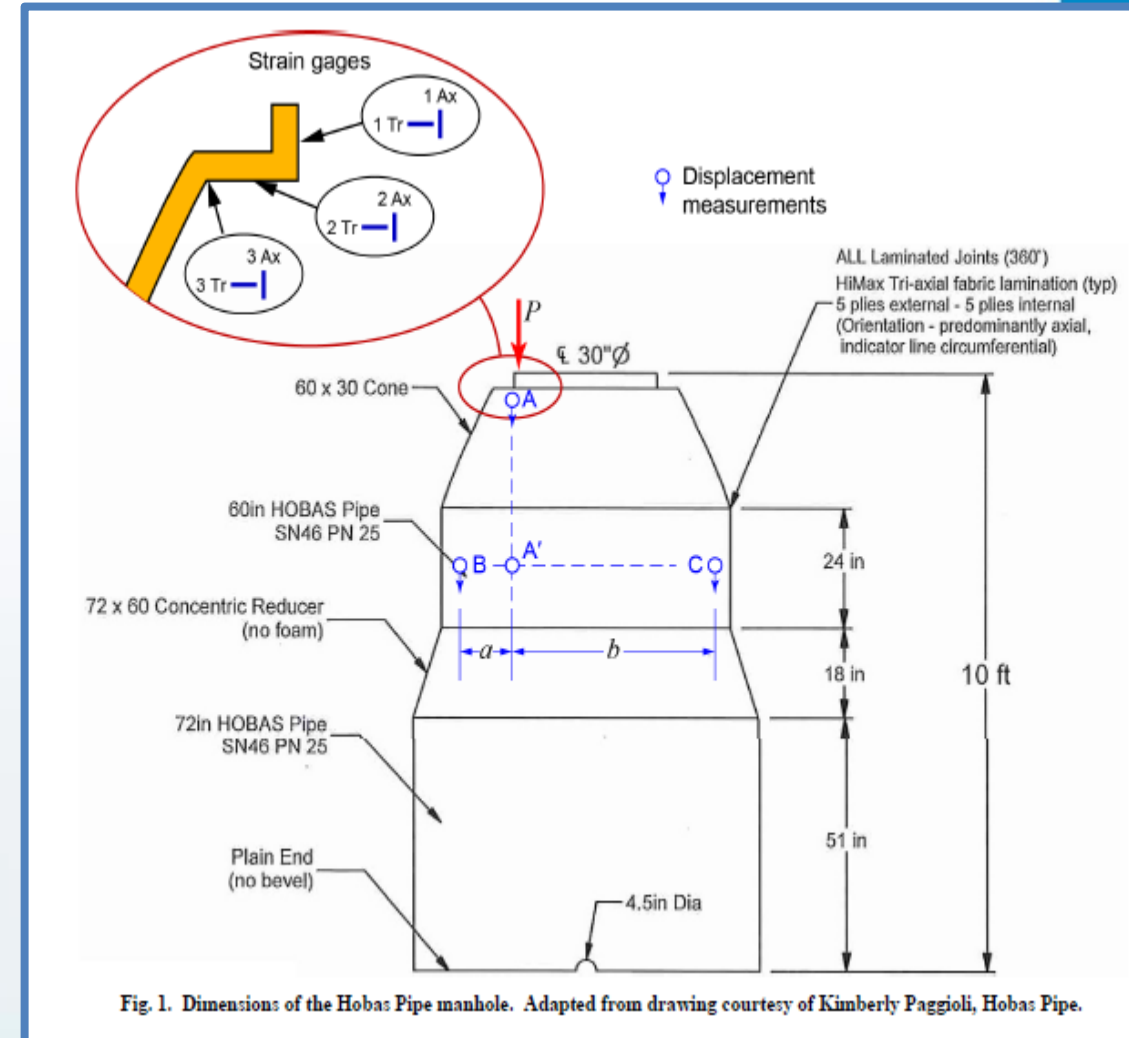 Strain gages
1 Ax
1 Tr
2 Ax
2 Tr
3 Ax
3 Tr
Displacement
measurements
ALL Laminated Joints (360°)
HiMax Tri-axial fabric lamination (typ)
5 plies external - 5 plies internal
(Orientation - predominantly axial,
indicator line circumferential)
P
℄ 30"Ø
60 x 30 Cone
A
60in HOBAS Pipe
SN46 PN 25
B
A'
C
24 in
72 x 60 Concentric Reducer
(no foam)
a
b
18 in
10 ft
72in HOBAS Pipe
SN46 PN 25
51 in
Plain End
(no bevel)
4.5in Dia
Fig. 1. Dimensions of the Hobas Pipe manhole. Adapted from drawing courtesy of Kimberly Paggioli, Hobas Pipe.